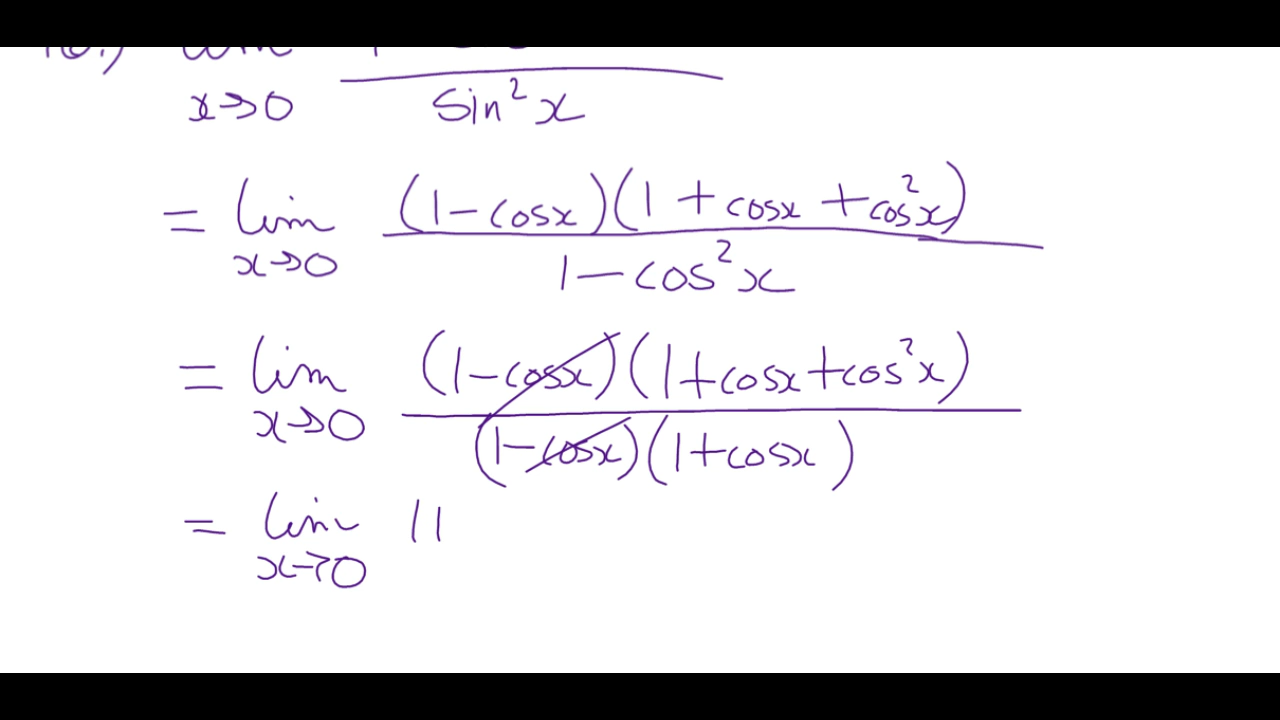 x→0 sin²x
= lim x→0 (1-cosx)(1+cosx+cos²x) / 1-cos²x
= lim x→0 (1-cosx)(1+cosx+cos²x) / (1-cosx)(1+cosx)
= lim x→0 (1